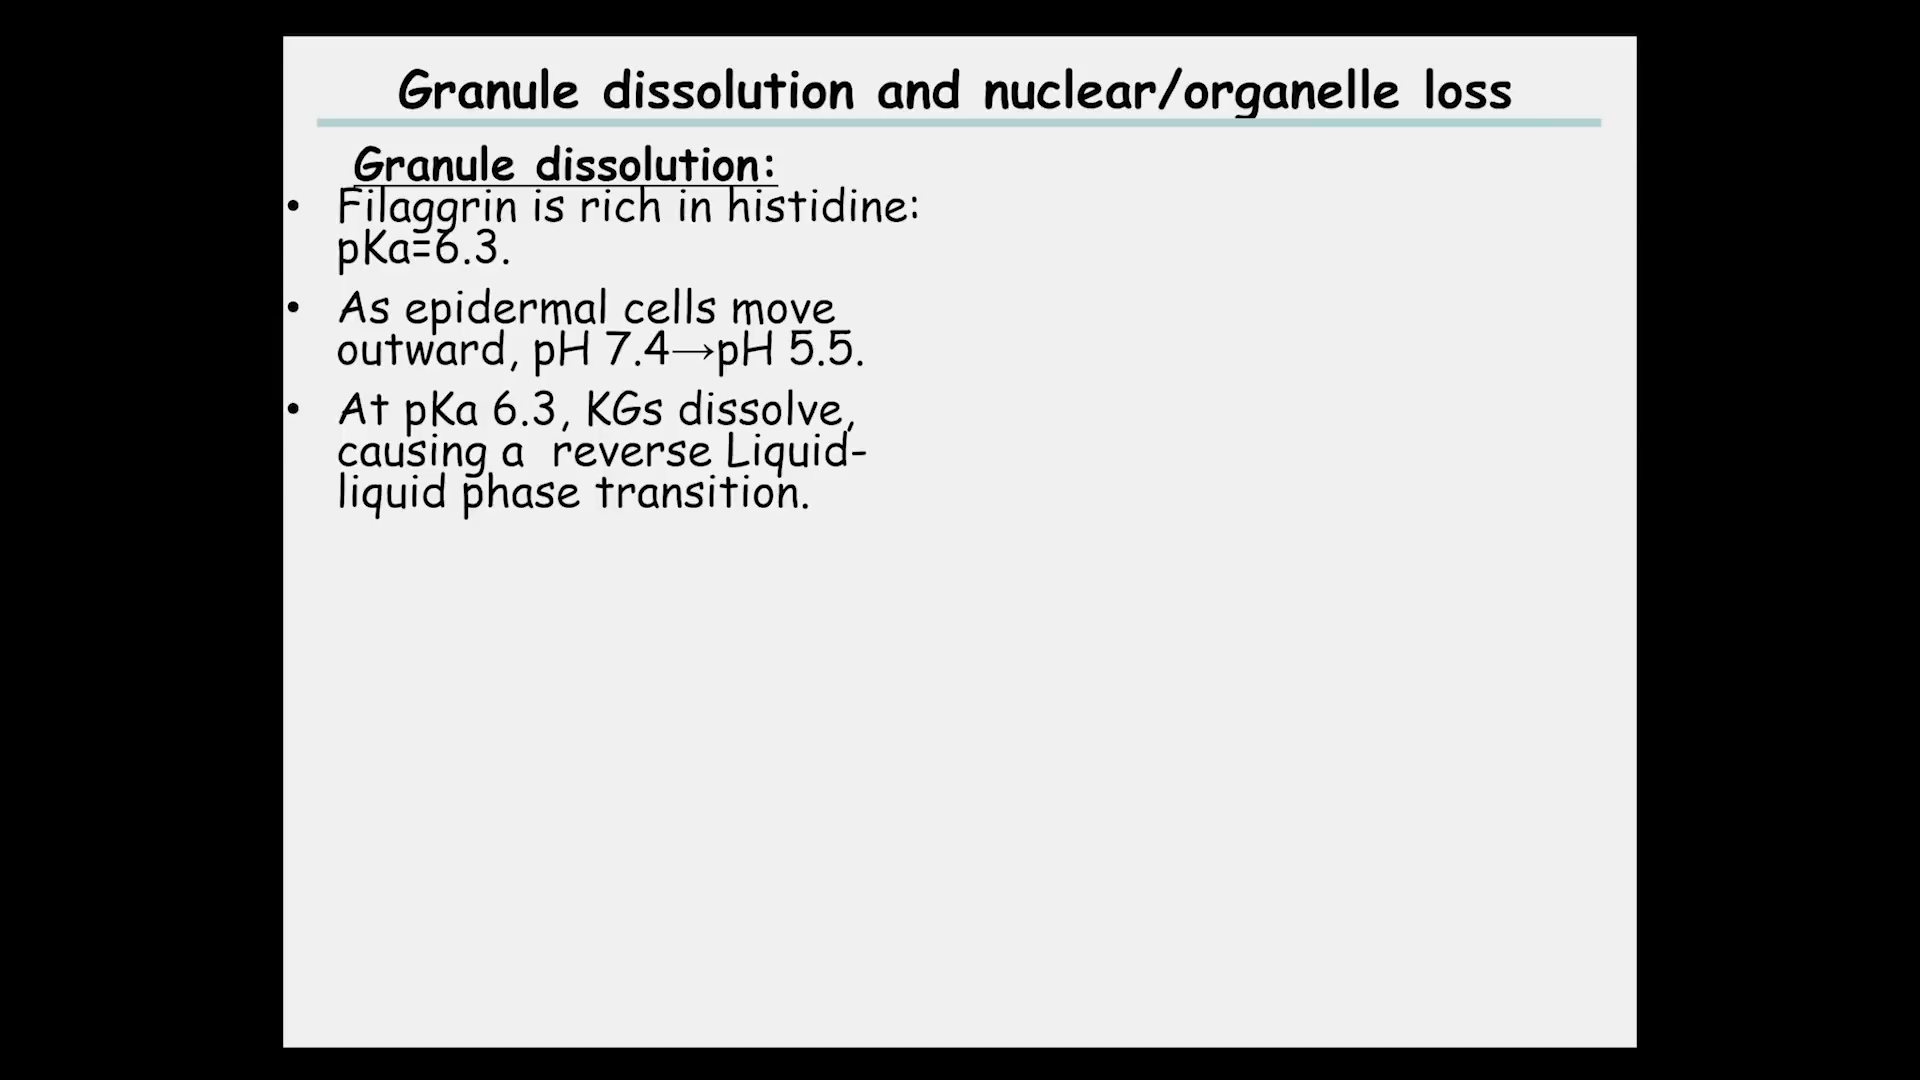 Granule dissolution and nuclear/organelle loss
Granule dissolution:
• Filaggrin is rich in histidine:
pKa=6.3.
• As epidermal cells move
outward, pH 7.4→pH 5.5.
• At pKa 6.3, KGs dissolve,
causing a  reverse Liquid-
liquid phase transition.